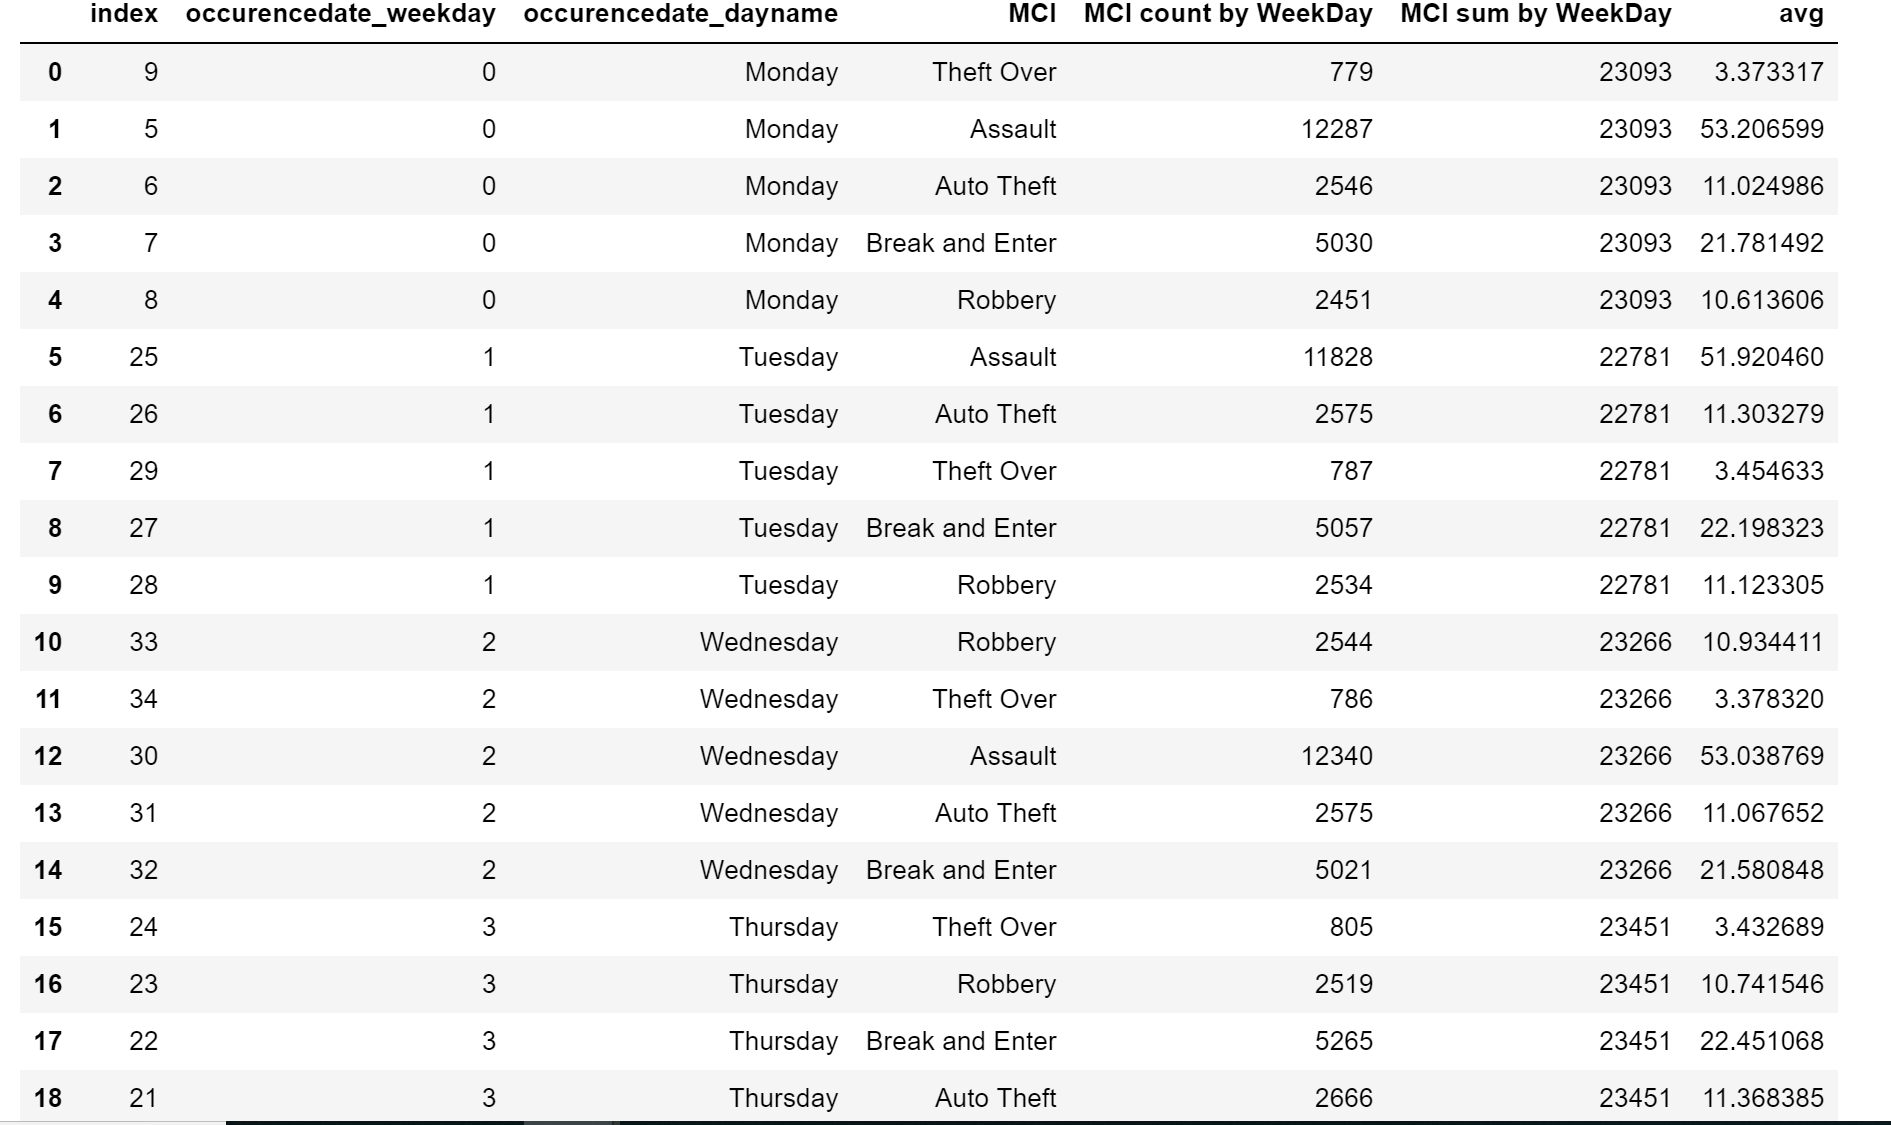 index occurencedate_weekday occurencedate_dayname MCI MCI count by WeekDay MCI sum by WeekDay avg
0 9 0 Monday Theft Over 779 23093 3.373317
1 5 0 Monday Assault 12287 23093 53.206599
2 6 0 Monday Auto Theft 2546 23093 11.024986
3 7 0 Monday Break and Enter 5030 23093 21.781492
4 8 0 Monday Robbery 2451 23093 10.613606
5 25 1 Tuesday Assault 11828 22781 51.920460
6 26 1 Tuesday Auto Theft 2575 22781 11.303279
7 29 1 Tuesday Theft Over 787 22781 3.454633
8 27 1 Tuesday Break and Enter 5057 22781 22.198323
9 28 1 Tuesday Robbery 2534 22781 11.123305
10 33 2 Wednesday Robbery 2544 23266 10.934411
11 34 2 Wednesday Theft Over 786 23266 3.378320
12 30 2 Wednesday Assault 12340 23266 53.038769
13 31 2 Wednesday Auto Theft 2575 23266 11.067652
14 32 2 Wednesday Break and Enter 5021 23266 21.580848
15 24 3 Thursday Theft Over 805 23451 3.432689
16 23 3 Thursday Robbery 2519 23451 10.741546
17 22 3 Thursday Break and Enter 5265 23451 22.451068
18 21 3 Thursday Auto Theft 2666 23451 11.368385